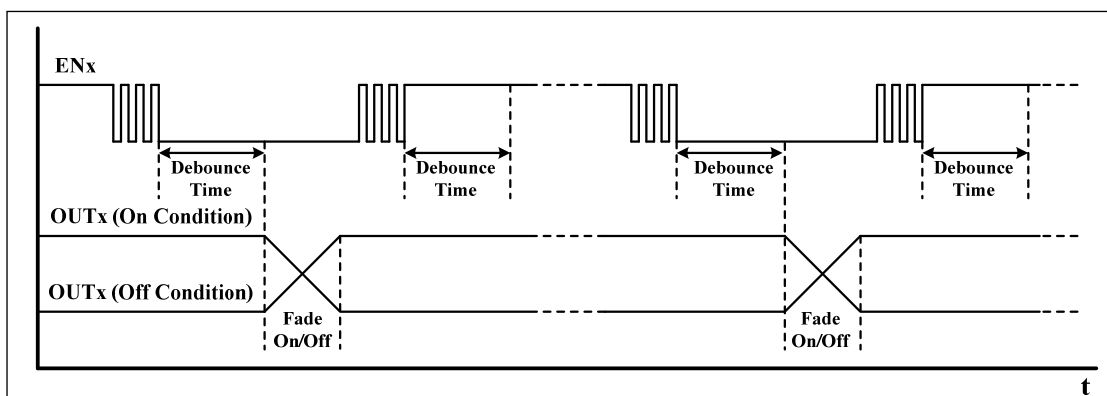 ENx
Debounce
Time
Debounce
Time
Debounce
Time
Debounce
Time
OUTx (On Condition)
OUTx (Off Condition)
Fade
On/Off
Fade
On/Off
t